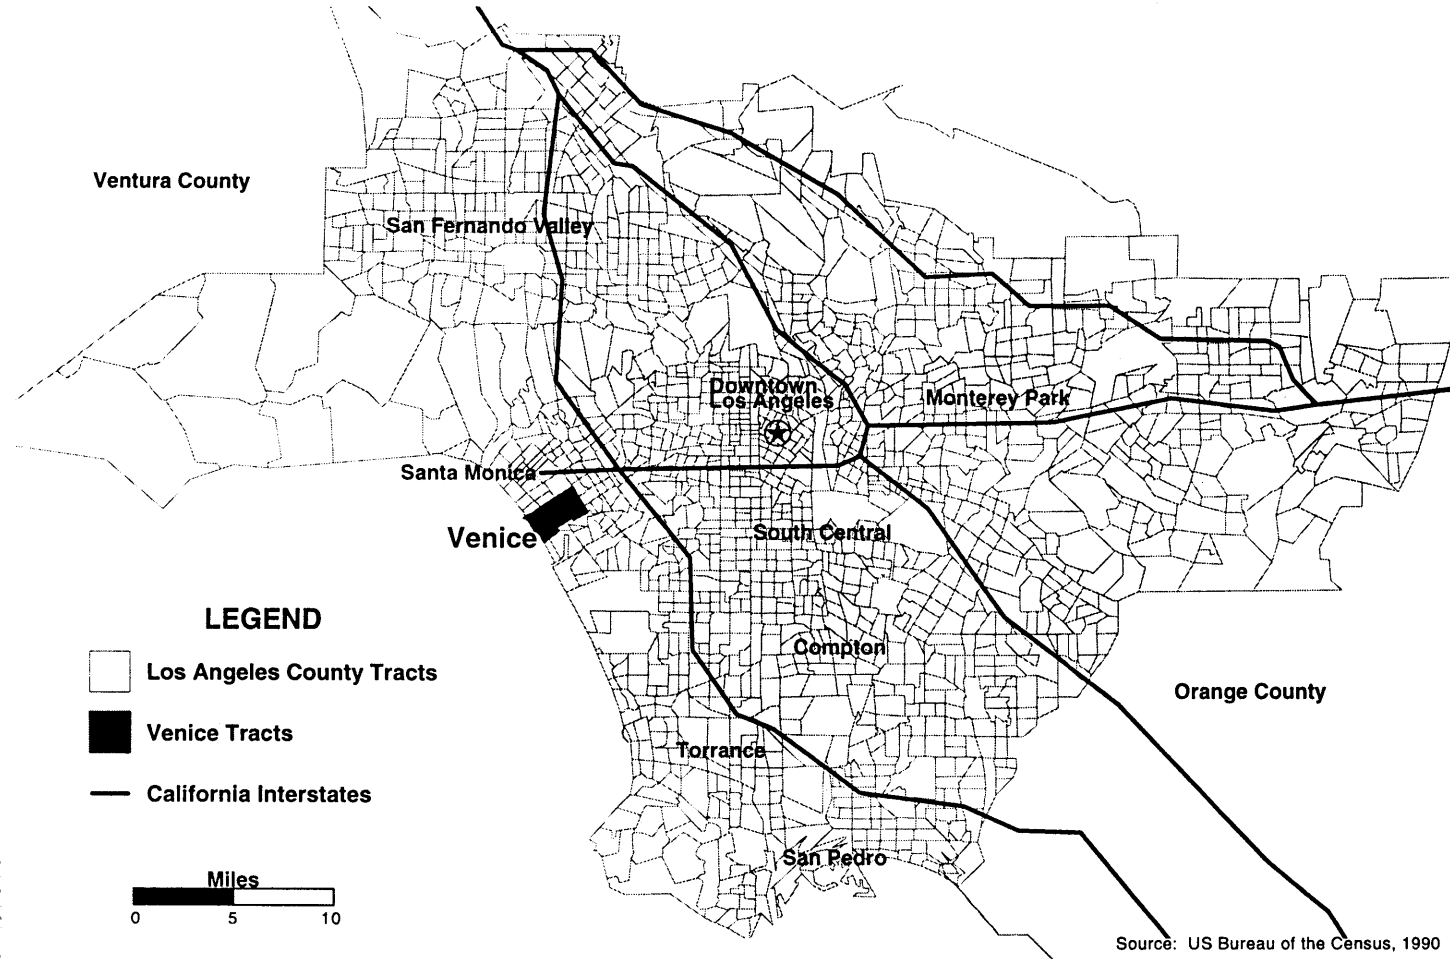 Ventura County
San Fernando Valley
Downtown
Los Angeles
Monterey Park
Santa Monica
Venice
South Central
LEGEND
Los Angeles County Tracts
Venice Tracts
California Interstates
Compton
Orange County
Torrance
San Pedro
Miles
0 5 10
Source: US Bureau of the Census, 1990